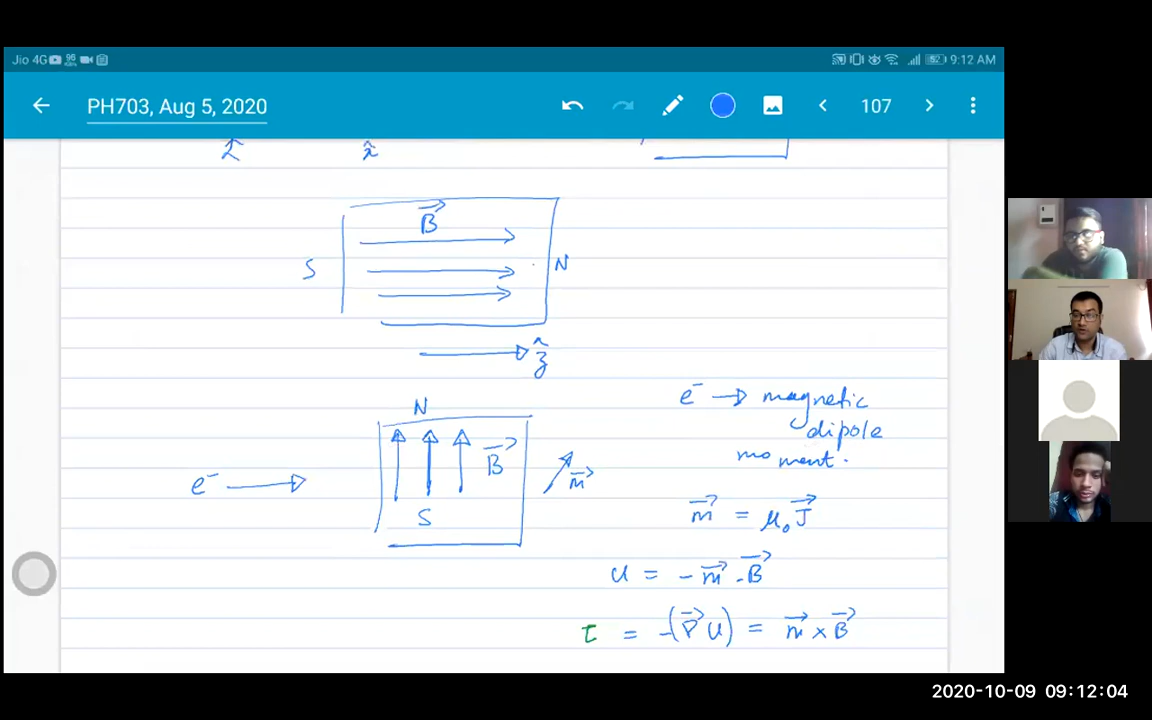 Jio 4G 9:12 AM
PH703, Aug 5, 2020 107
ẑ x̂
B⃗
S N
ẑ
N
e⁻ → magnetic
dipole
moment.
B⃗
e⁻ → m⃗
S
m⃗ = μ₀ J⃗
u = -m⃗ . B⃗
τ = -(∇⃗ u) = m⃗ × B⃗
2020-10-09 09:12:04